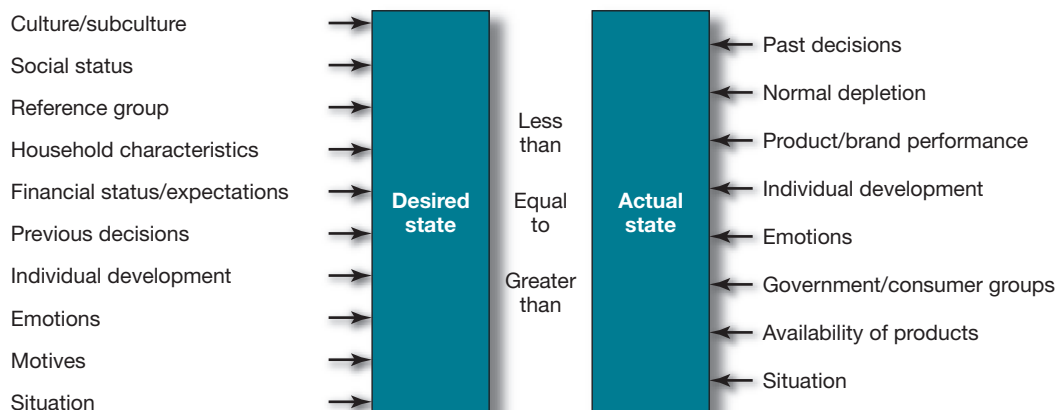 Culture/subculture
Social status
Reference group
Household characteristics
Financial status/expectations
Previous decisions
Individual development
Emotions
Motives
Situation
Desired
state
Less
than
Equal
to
Greater
than
Actual
state
Past decisions
Normal depletion
Product/brand performance
Individual development
Emotions
Government/consumer groups
Availability of products
Situation